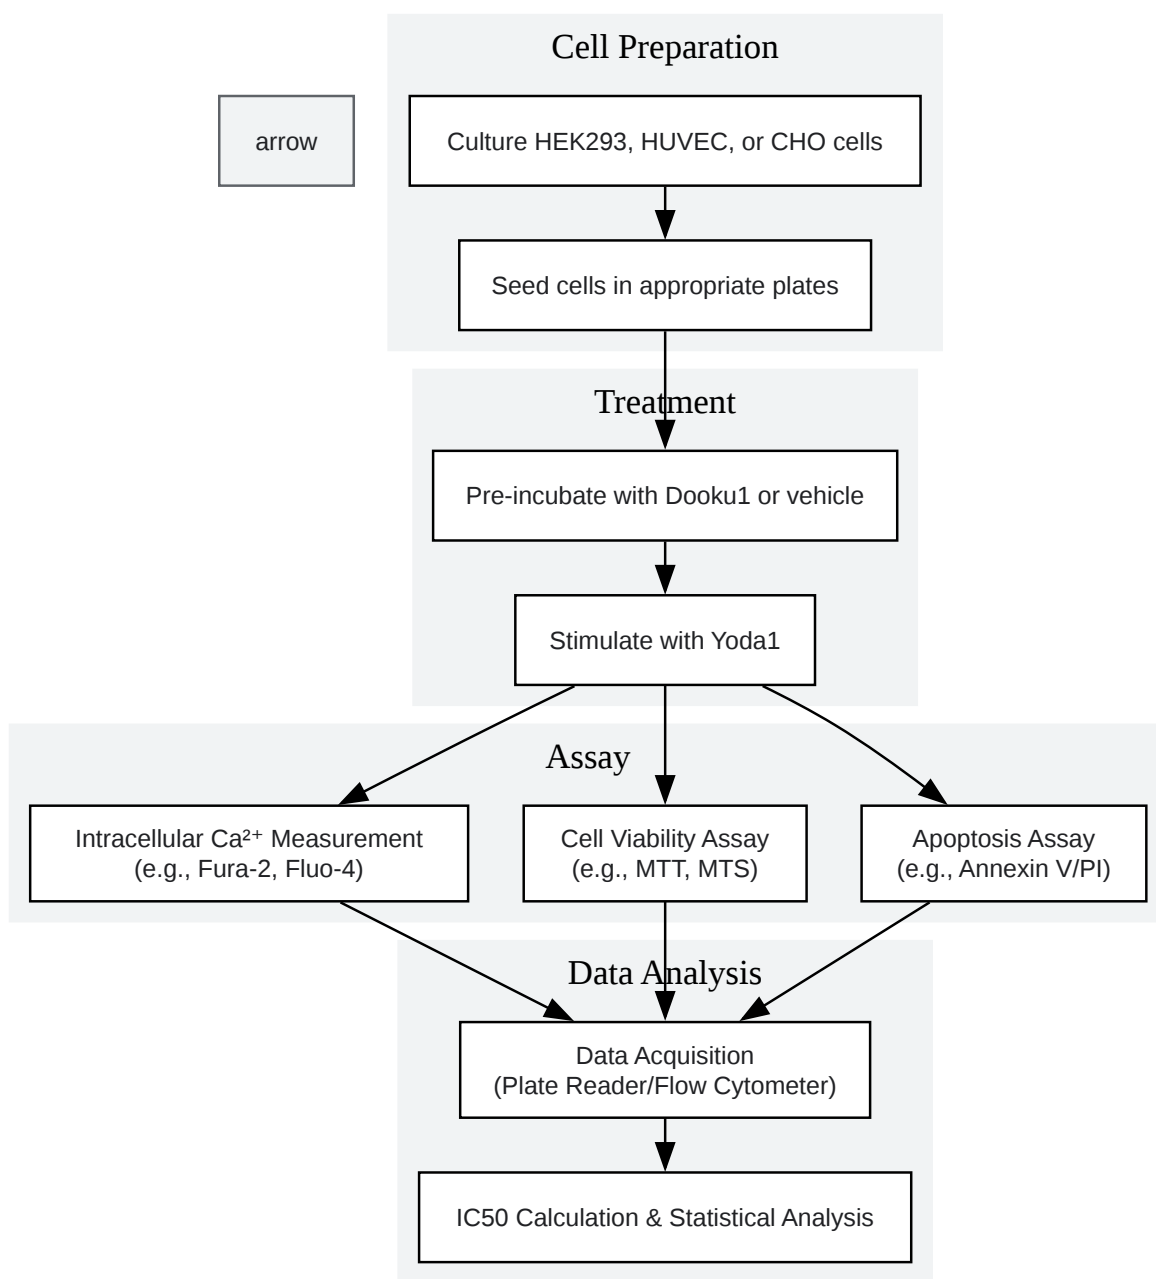 Cell Preparation
arrow
Culture HEK293, HUVEC, or CHO cells
Seed cells in appropriate plates
Treatment
Pre-incubate with Dooku1 or vehicle
Stimulate with Yoda1
Assay
Intracellular Ca²⁺ Measurement
(e.g., Fura-2, Fluo-4)
Cell Viability Assay
(e.g., MTT, MTS)
Apoptosis Assay
(e.g., Annexin V/PI)
Data Analysis
Data Acquisition
(Plate Reader/Flow Cytometer)
IC50 Calculation & Statistical Analysis